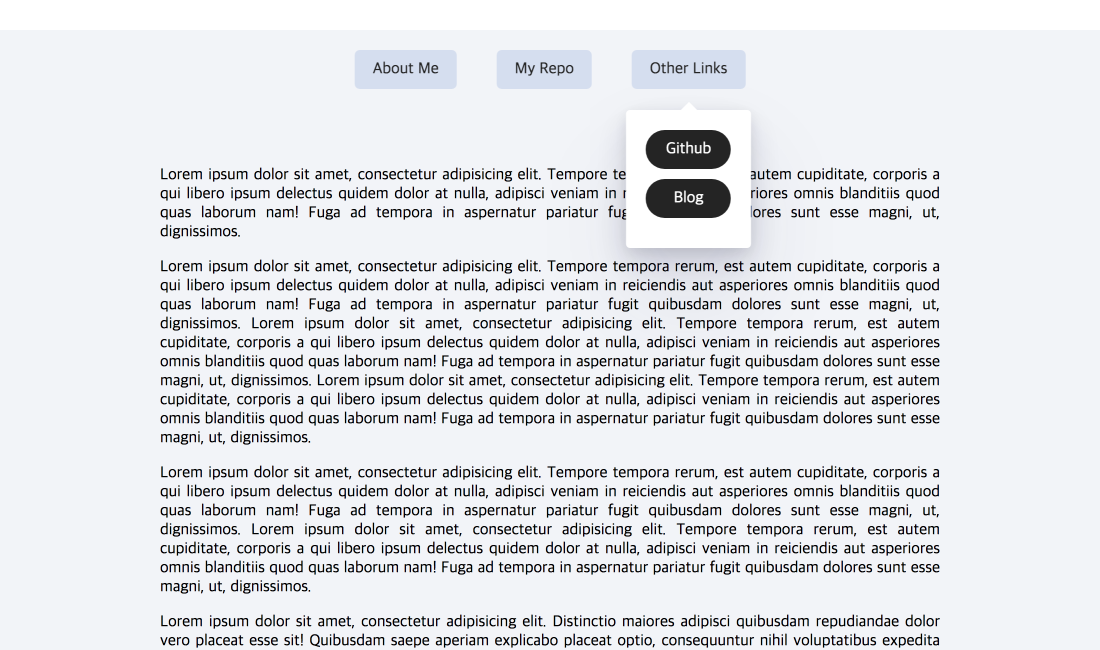 About Me
My Repo
Other Links
Github
Blog
Lorem ipsum dolor sit amet, consectetur adipisicing elit. Tempore te autem cupiditate, corporis a
qui libero ipsum delectus quidem dolor at nulla, adipisci veniam in r riores omnis blanditiis quod
quas laborum nam! Fuga ad tempora in aspernatur pariatur fug lores sunt esse magni, ut,
dignissimos.
Lorem ipsum dolor sit amet, consectetur adipisicing elit. Tempore tempora rerum, est autem cupiditate, corporis a
qui libero ipsum delectus quidem dolor at nulla, adipisci veniam in reiciendis aut asperiores omnis blanditiis quod
quas laborum nam! Fuga ad tempora in aspernatur pariatur fugit quibusdam dolores sunt esse magni, ut,
dignissimos. Lorem ipsum dolor sit amet, consectetur adipisicing elit. Tempore tempora rerum, est autem
cupiditate, corporis a qui libero ipsum delectus quidem dolor at nulla, adipisci veniam in reiciendis aut asperiores
omnis blanditiis quod quas laborum nam! Fuga ad tempora in aspernatur pariatur fugit quibusdam dolores sunt esse
magni, ut, dignissimos. Lorem ipsum dolor sit amet, consectetur adipisicing elit. Tempore tempora rerum, est autem
cupiditate, corporis a qui libero ipsum delectus quidem dolor at nulla, adipisci veniam in reiciendis aut asperiores
omnis blanditiis quod quas laborum nam! Fuga ad tempora in aspernatur pariatur fugit quibusdam dolores sunt esse
magni, ut, dignissimos.
Lorem ipsum dolor sit amet, consectetur adipisicing elit. Tempore tempora rerum, est autem cupiditate, corporis a
qui libero ipsum delectus quidem dolor at nulla, adipisci veniam in reiciendis aut asperiores omnis blanditiis quod
quas laborum nam! Fuga ad tempora in aspernatur pariatur fugit quibusdam dolores sunt esse magni, ut,
dignissimos. Lorem ipsum dolor sit amet, consectetur adipisicing elit. Tempore tempora rerum, est autem
cupiditate, corporis a qui libero ipsum delectus quidem dolor at nulla, adipisci veniam in reiciendis aut asperiores
omnis blanditiis quod quas laborum nam! Fuga ad tempora in aspernatur pariatur fugit quibusdam dolores sunt esse
magni, ut, dignissimos.
Lorem ipsum dolor sit amet, consectetur adipisicing elit. Distinctio maiores adipisci quibusdam repudiandae dolor
vero placeat esse sit! Quibusdam saepe aperiam explicabo placeat optio, consequuntur nihil voluptatibus expedita